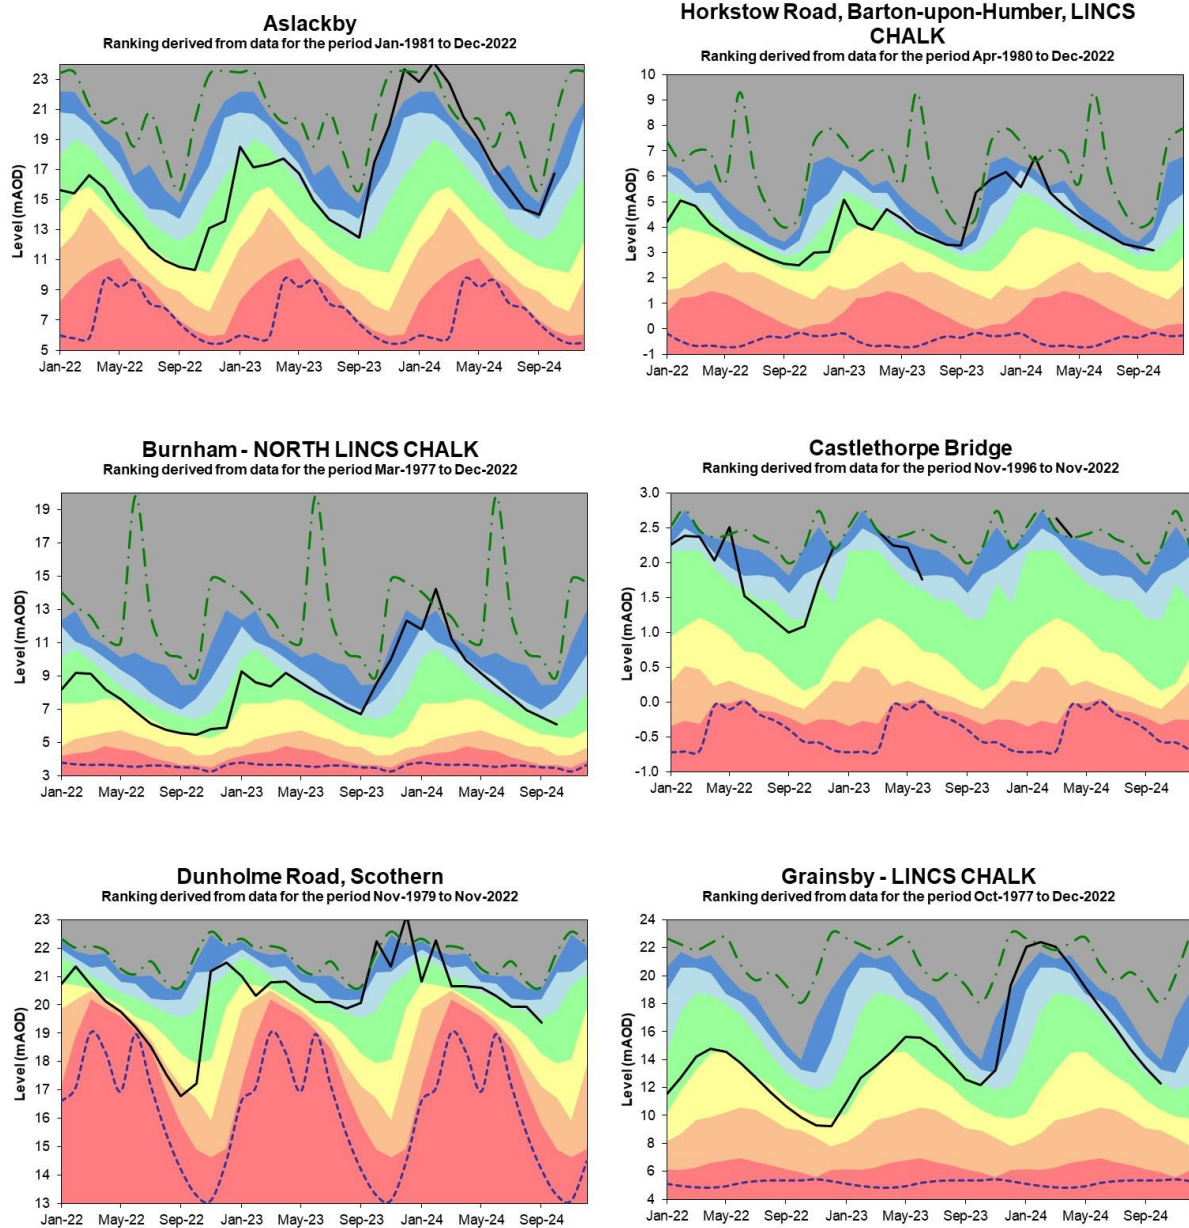 Aslackby
Ranking derived from data for the period Jan-1981 to Dec-2022
Level (mAOD)
23
21
19
17
15
13
11
9
7
5
Jan-22 May-22 Sep-22 Jan-23 May-23 Sep-23 Jan-24 May-24 Sep-24
Horkstow Road, Barton-upon-Humber, LINCS
CHALK
Ranking derived from data for the period Apr-1980 to Dec-2022
Level (mAOD)
10
9
8
7
6
5
4
3
2
1
0
-1
Jan-22 May-22 Sep-22 Jan-23 May-23 Sep-23 Jan-24 May-24 Sep-24
Burnham - NORTH LINCS CHALK
Ranking derived from data for the period Mar-1977 to Dec-2022
Level (mAOD)
19
17
15
13
11
9
7
5
3
Jan-22 May-22 Sep-22 Jan-23 May-23 Sep-23 Jan-24 May-24 Sep-24
Castlethorpe Bridge
Ranking derived from data for the period Nov-1996 to Nov-2022
Level (mAOD)
3.0
2.5
2.0
1.5
1.0
0.5
0.0
-0.5
-1.0
Jan-22 May-22 Sep-22 Jan-23 May-23 Sep-23 Jan-24 May-24 Sep-24
Dunholme Road, Scothern
Ranking derived from data for the period Nov-1979 to Nov-2022
Level (mAOD)
23
22
21
20
19
18
17
16
15
14
13
Jan-22 May-22 Sep-22 Jan-23 May-23 Sep-23 Jan-24 May-24 Sep-24
Grainsby - LINCS CHALK
Ranking derived from data for the period Oct-1977 to Dec-2022
Level (mAOD)
24
22
20
18
16
14
12
10
8
6
4
Jan-22 May-22 Sep-22 Jan-23 May-23 Sep-23 Jan-24 May-24 Sep-24